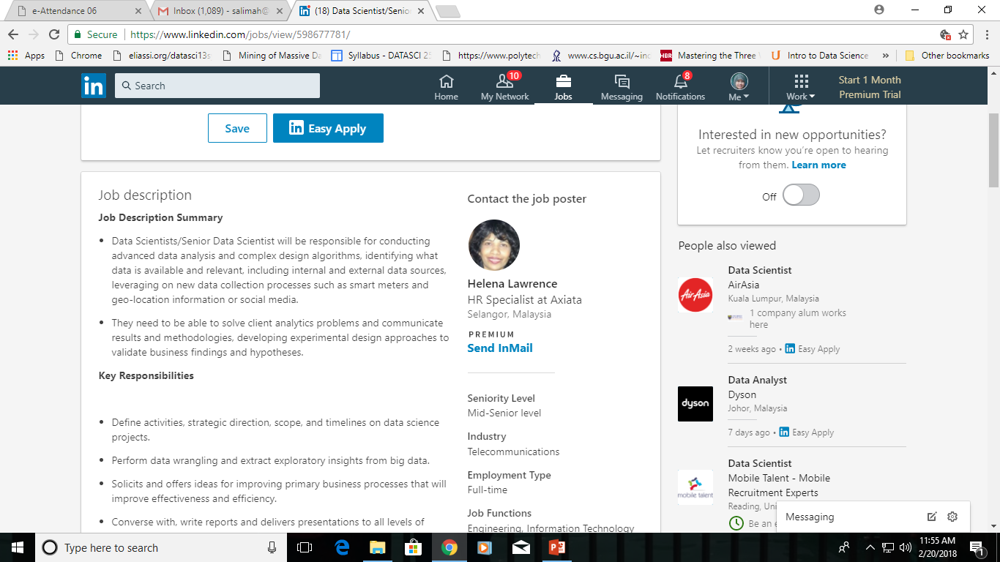 e-Attendance 06
Inbox (1,089) - salimah@
(18) Data Scientist/Senio
Secure
https://www.linkedin.com/jobs/view/598677781/
Apps
Chrome
eliassi.org/datasci13s
Mining of Massive Da
Syllabus - DATASCI 25
https://www.polytech
www.cs.bgu.ac.il/~inc
HBR
Mastering the Three
Intro to Data Science
»
Other bookmarks
in
Search
Home
10
My Network
Jobs
Messaging
8
Notifications
Me
Work
Start 1 Month
Premium Trial
Save
in Easy Apply
Interested in new opportunities?
Let recruiters know you're open to hearing
from them. Learn more
Off
Job description
Job Description Summary
• Data Scientists/Senior Data Scientist will be responsible for conducting
advanced data analysis and complex design algorithms, identifying what
data is available and relevant, including internal and external data sources,
leveraging on new data collection processes such as smart meters and
geo-location information or social media.
• They need to be able to solve client analytics problems and communicate
results and methodologies, developing experimental design approaches to
validate business findings and hypotheses.
Key Responsibilities
• Define activities, strategic direction, scope, and timelines on data science
projects.
• Perform data wrangling and extract exploratory insights from big data.
• Solicits and offers ideas for improving primary business processes that will
improve effectiveness and efficiency.
• Converse with, write reports and delivers presentations to all levels of
Contact the job poster
Helena Lawrence
HR Specialist at Axiata
Selangor, Malaysia
PREMIUM
Send InMail
Seniority Level
Mid-Senior level
Industry
Telecommunications
Employment Type
Full-time
Job Functions
Engineering, Information Technology
People also viewed
AirAsia
Data Scientist
AirAsia
Kuala Lumpur, Malaysia
1 company alum works
here
2 weeks ago • in Easy Apply
dyson
Data Analyst
Dyson
Johor, Malaysia
7 days ago • in Easy Apply
mobile talent
Data Scientist
Mobile Talent - Mobile
Recruitment Experts
Reading, Uni
Be an e
Messaging
Type here to search
11:55 AM
2/20/2018
1